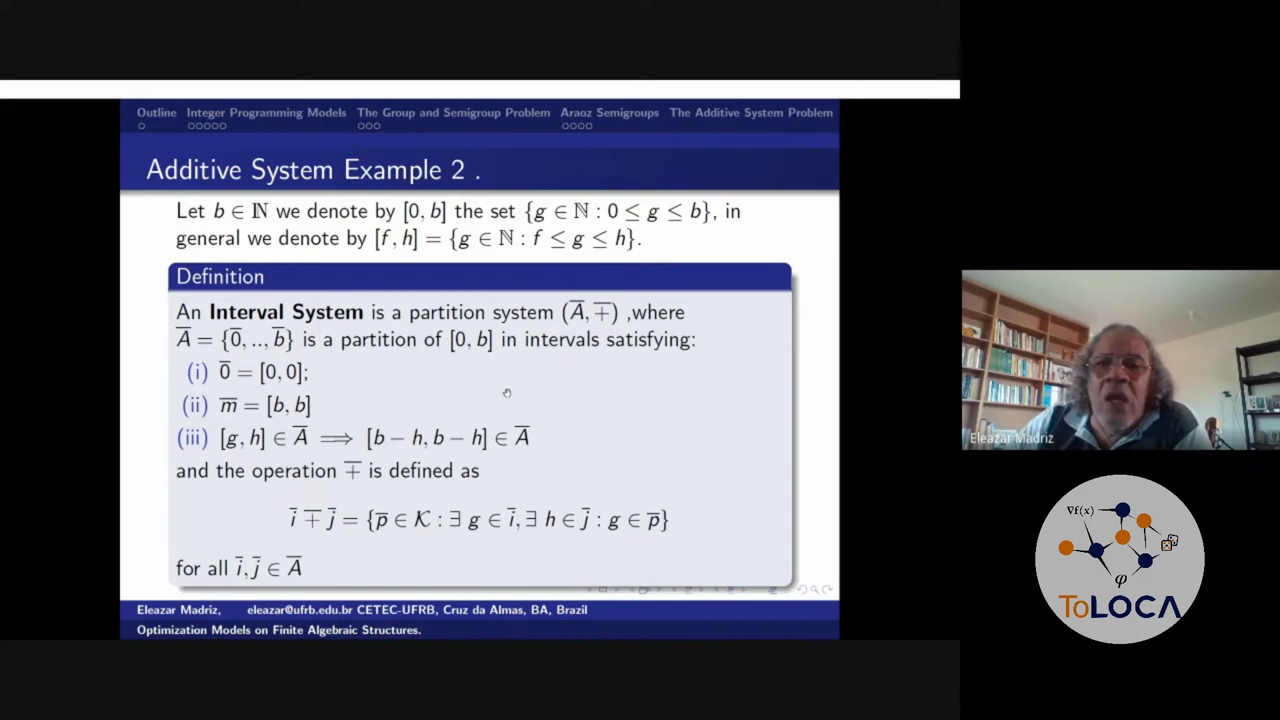 Outline Integer Programming Models The Group and Semigroup Problem Araoz Semigroups The Additive System Problem
Additive System Example 2 .
Let b ∈ ℕ we denote by [0, b] the set {g ∈ ℕ : 0 ≤ g ≤ b}, in
general we denote by [f, h] = {g ∈ ℕ : f ≤ g ≤ h}.
Definition
An Interval System is a partition system (A̅, ∓̅) ,where
A̅ = {0̅, .., b̅} is a partition of [0, b] in intervals satisfying:
(i) 0̅ = [0, 0];
(ii) m̅ = [b, b]
(iii) [g, h] ∈ A̅ ⟹ [b − h, b − h] ∈ A̅
and the operation ∓̅ is defined as
i̅ ∓̅ j̅ = {p̅ ∈ K : ∃ g ∈ i̅, ∃ h ∈ j̅ : g ∈ p̅}
for all i̅, j̅ ∈ A̅
Eleazar Madriz, eleazar@ufrb.edu.br CETEC-UFRB, Cruz da Almas, BA, Brazil
Optimization Models on Finite Algebraic Structures.
Eleazar Madriz
∇f(x)
φ
ToLOCA